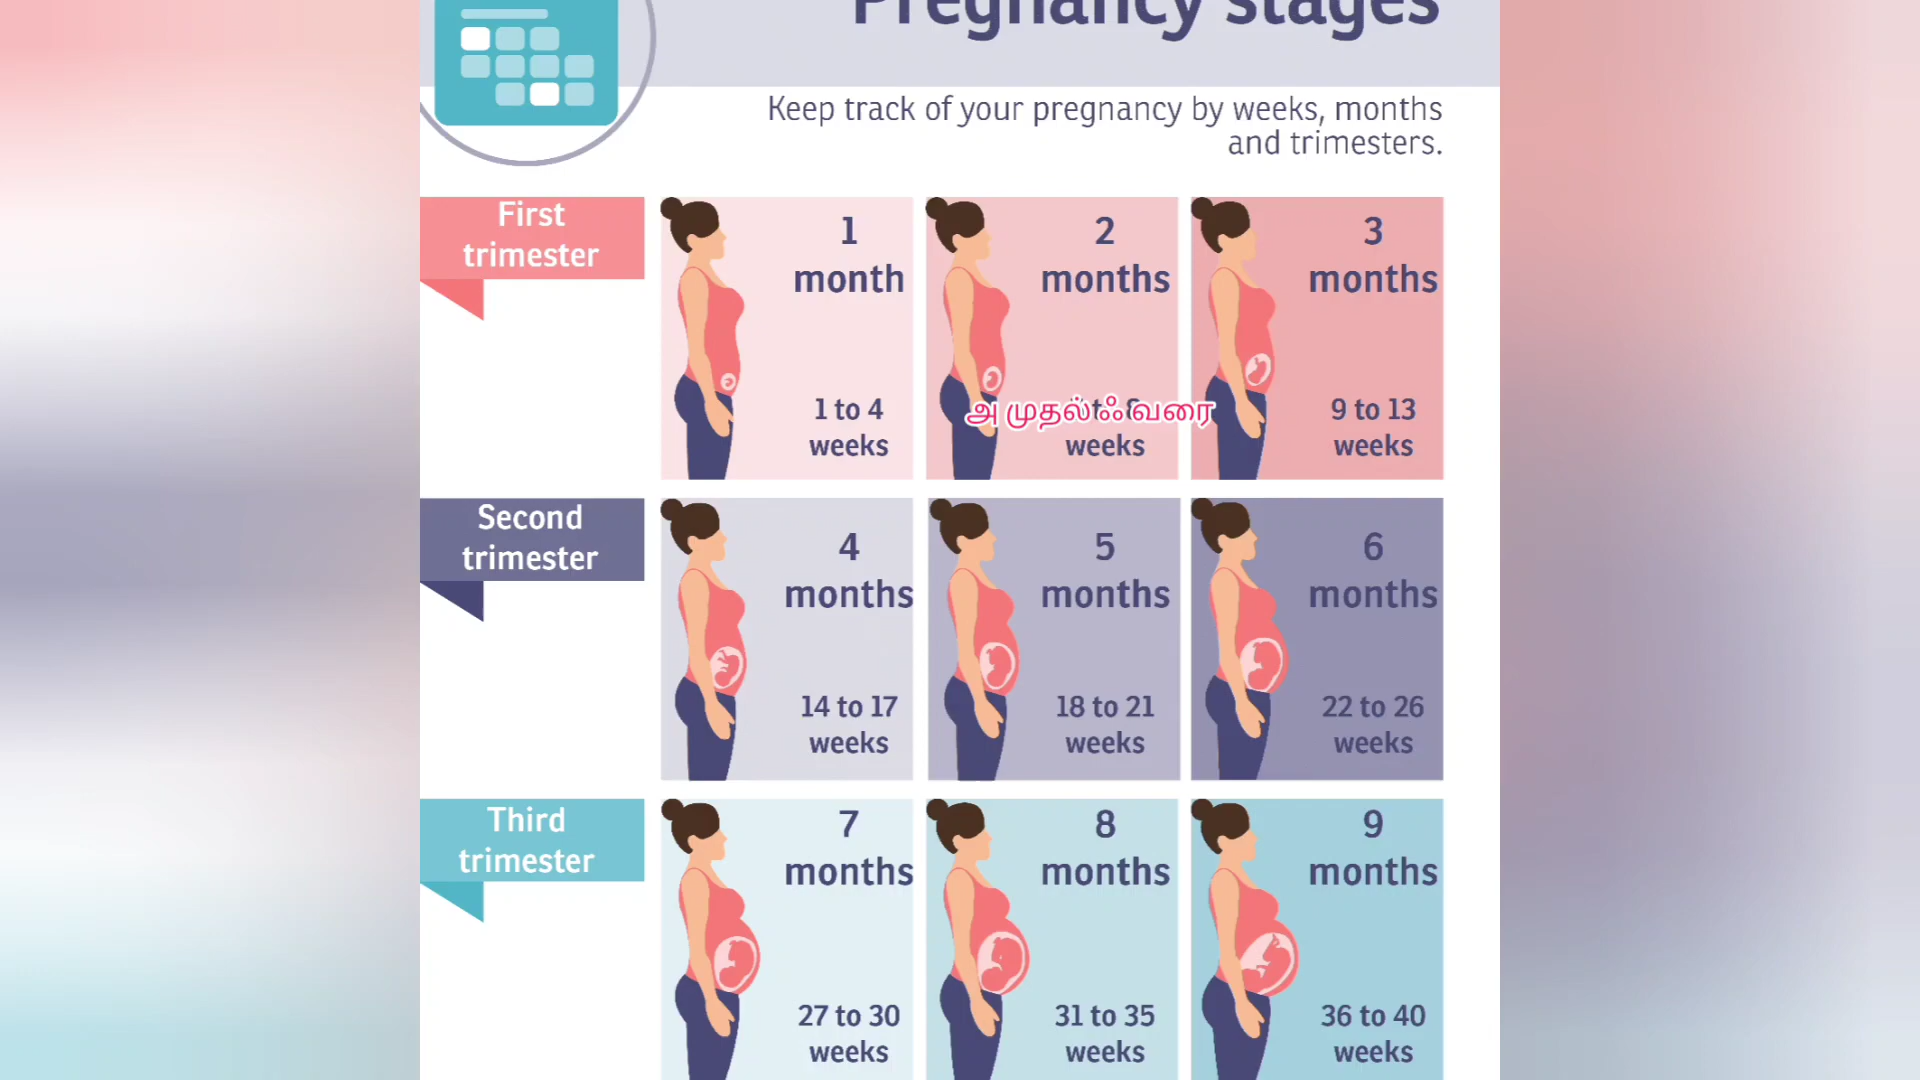 Pregnancy stages
Keep track of your pregnancy by weeks, months
and trimesters.
First
trimester
1
month
1 to 4
weeks
2
months
அ முதல் ஃ வரை
weeks
3
months
9 to 13
weeks
Second
trimester
4
months
14 to 17
weeks
5
months
18 to 21
weeks
6
months
22 to 26
weeks
Third
trimester
7
months
27 to 30
weeks
8
months
31 to 35
weeks
9
months
36 to 40
weeks